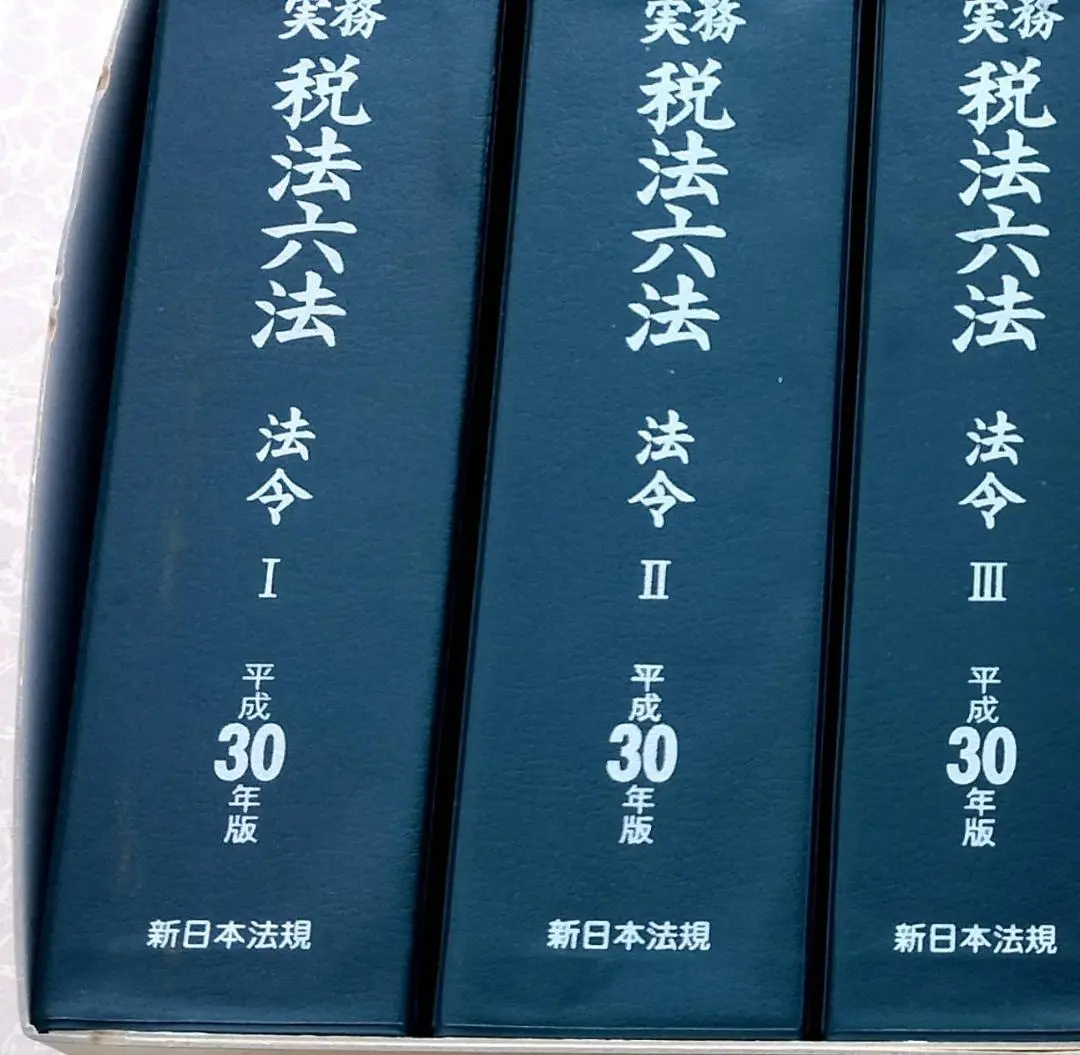 実務
税法六法
法令
I
平成
30
年版
新日本法規
実務
税法六法
法令
II
平成
30
年版
新日本法規
実務
税法六法
法令
III
平成
30
年版
新日本法規